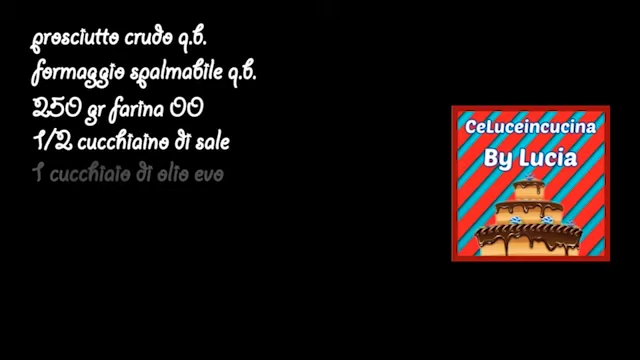 prosciutto crudo q.b.
formaggio spalmabile q.b.
250 gr farina 00
1/2 cucchiaino di sale
1 cucchiaio di olio evo
CeLuceincucina
By Lucia